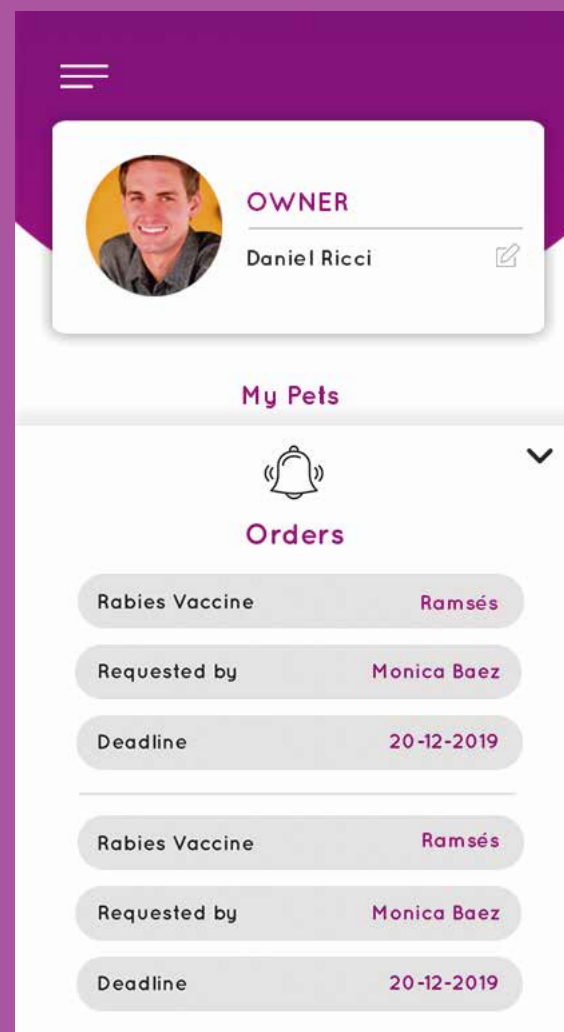 OWNER
Daniel Ricci
My Pets
Orders
Rabies Vaccine Ramsés
Requested by Monica Baez
Deadline 20-12-2019
Rabies Vaccine Ramsés
Requested by Monica Baez
Deadline 20-12-2019